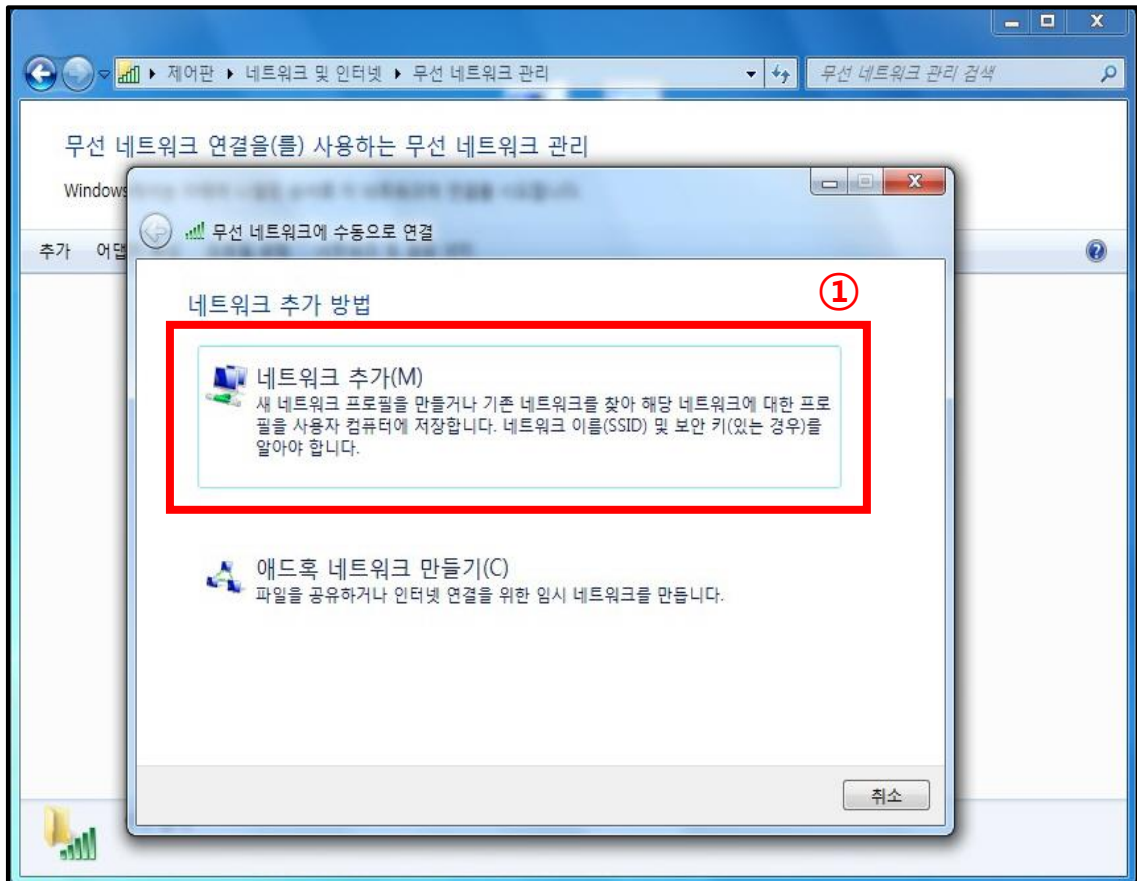 제어판 ▸ 네트워크 및 인터넷 ▸ 무선 네트워크 관리
무선 네트워크 관리 검색
무선 네트워크 연결을(를) 사용하는 무선 네트워크 관리
Windows
추가 어댑
무선 네트워크에 수동으로 연결
네트워크 추가 방법
①
네트워크 추가(M)
새 네트워크 프로필을 만들거나 기존 네트워크를 찾아 해당 네트워크에 대한 프로
필을 사용자 컴퓨터에 저장합니다. 네트워크 이름(SSID) 및 보안 키(있는 경우)를
알아야 합니다.
애드혹 네트워크 만들기(C)
파일을 공유하거나 인터넷 연결을 위한 임시 네트워크를 만듭니다.
취소